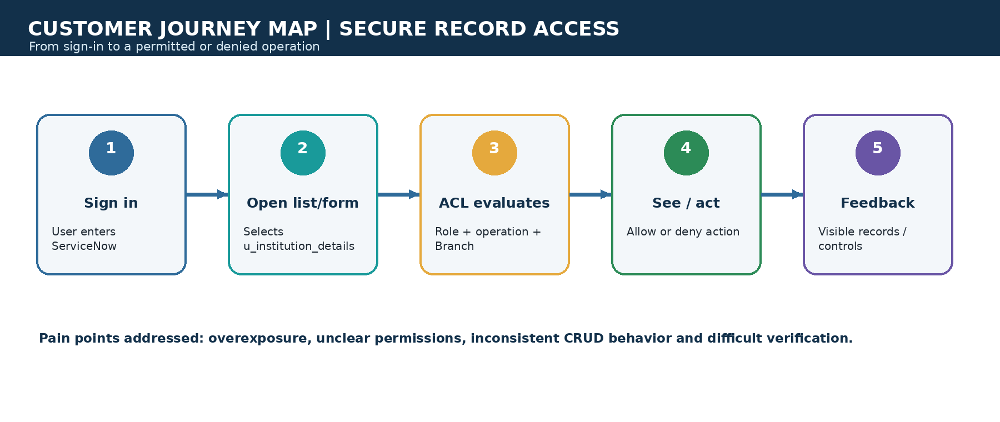 CUSTOMER JOURNEY MAP | SECURE RECORD ACCESS
From sign-in to a permitted or denied operation
1
Sign in
User enters
ServiceNow
2
Open list/form
Selects
u_institution_details
3
ACL evaluates
Role + operation +
Branch
4
See / act
Allow or deny action
5
Feedback
Visible records /
controls
Pain points addressed: overexposure, unclear permissions, inconsistent CRUD behavior and difficult verification.